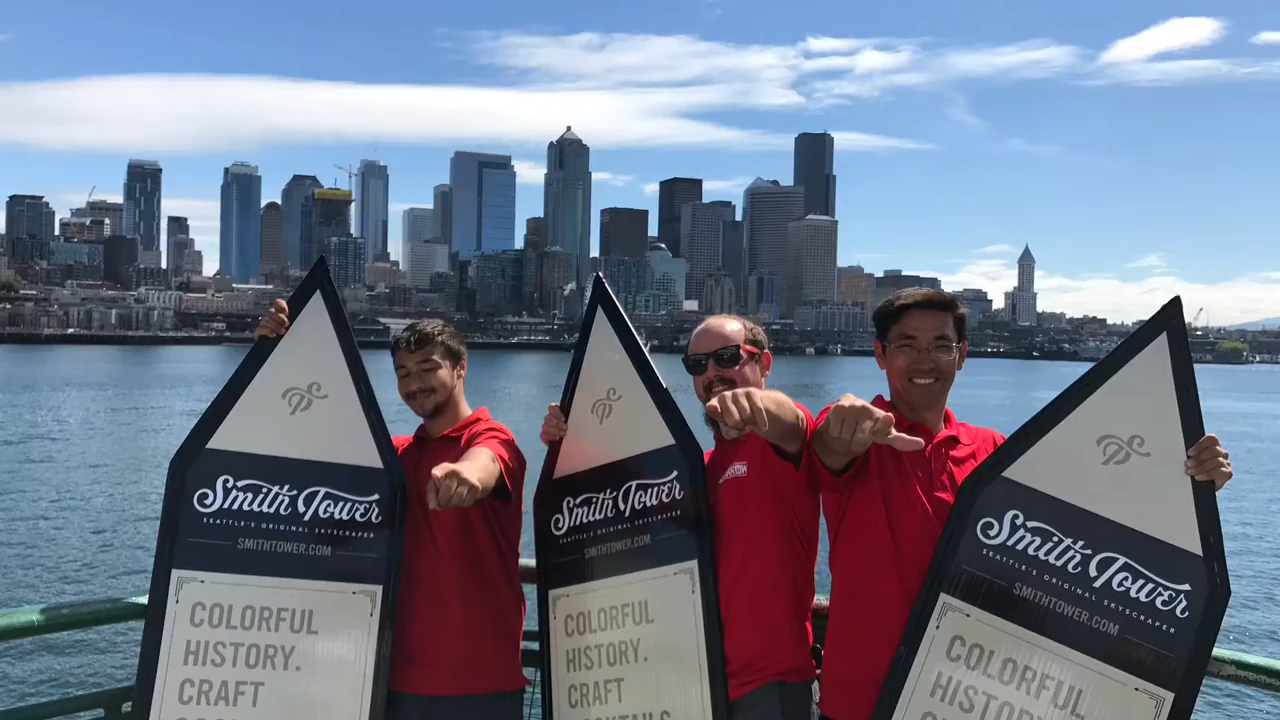 Smith Tower
SEATTLE'S ORIGINAL SKYSCRAPER
SMITHTOWER.COM
COLORFUL
HISTORY.
CRAFT
Smith Tower
SEATTLE'S ORIGINAL SKYSCRAPER
SMITHTOWER.COM
COLORFUL
HISTORY.
CRAFT
COCKTAILS
Smith Tower
SEATTLE'S ORIGINAL SKYSCRAPER
SMITHTOWER.COM
COLORFUL